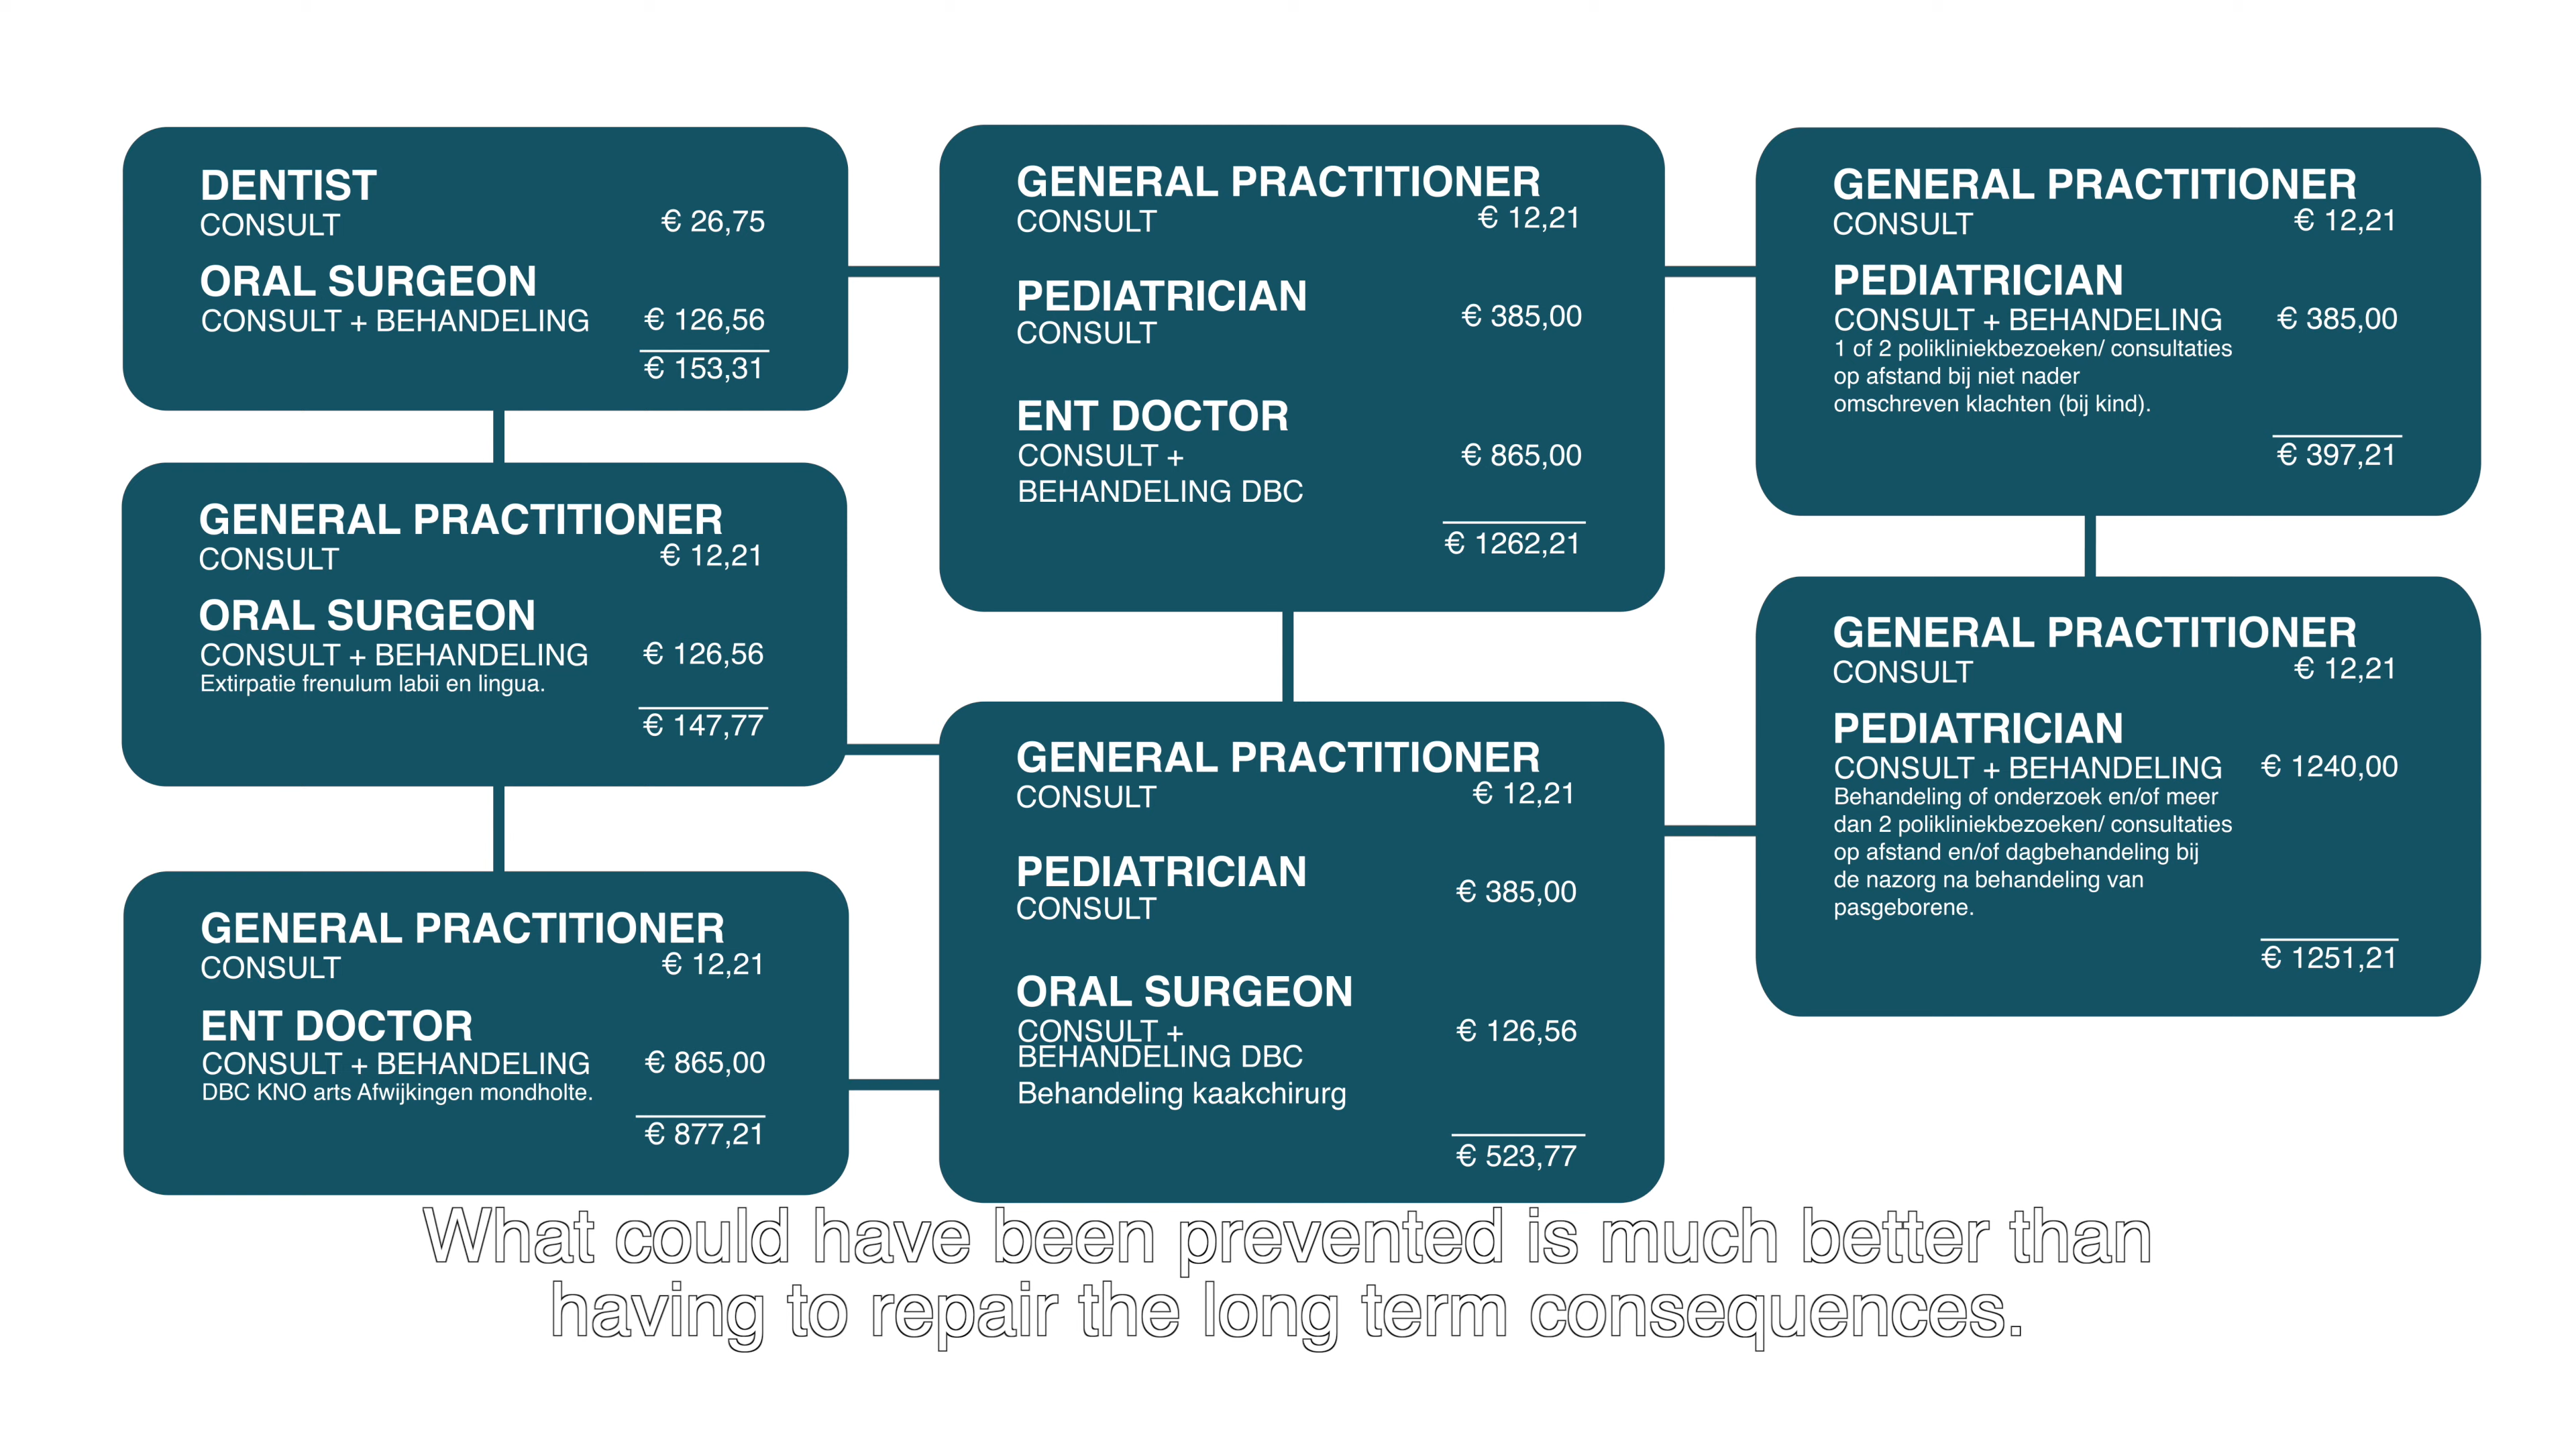 DENTIST
CONSULT € 26,75
ORAL SURGEON
CONSULT + BEHANDELING € 126,56
€ 153,31
GENERAL PRACTITIONER
CONSULT € 12,21
ORAL SURGEON
CONSULT + BEHANDELING € 126,56
Extirpatie frenulum labii en lingua.
€ 147,77
GENERAL PRACTITIONER
CONSULT € 12,21
ENT DOCTOR
CONSULT + BEHANDELING € 865,00
DBC KNO arts Afwijkingen mondholte.
€ 877,21
GENERAL PRACTITIONER
CONSULT € 12,21
PEDIATRICIAN
CONSULT € 385,00
ENT DOCTOR
CONSULT + € 865,00
BEHANDELING DBC
€ 1262,21
GENERAL PRACTITIONER
CONSULT € 12,21
PEDIATRICIAN
CONSULT € 385,00
ORAL SURGEON
CONSULT + € 126,56
BEHANDELING DBC
Behandeling kaakchirurg
€ 523,77
GENERAL PRACTITIONER
CONSULT € 12,21
PEDIATRICIAN
CONSULT + BEHANDELING € 385,00
1 of 2 polikliniekbezoeken/ consultaties
op afstand bij niet nader
omschreven klachten (bij kind).
€ 397,21
GENERAL PRACTITIONER
CONSULT € 12,21
PEDIATRICIAN
CONSULT + BEHANDELING € 1240,00
Behandeling of onderzoek en/of meer
dan 2 polikliniekbezoeken/ consultaties
op afstand en/of dagbehandeling bij
de nazorg na behandeling van
pasgeborene.
€ 1251,21
What could have been prevented is much better than
having to repair the long term consequences.